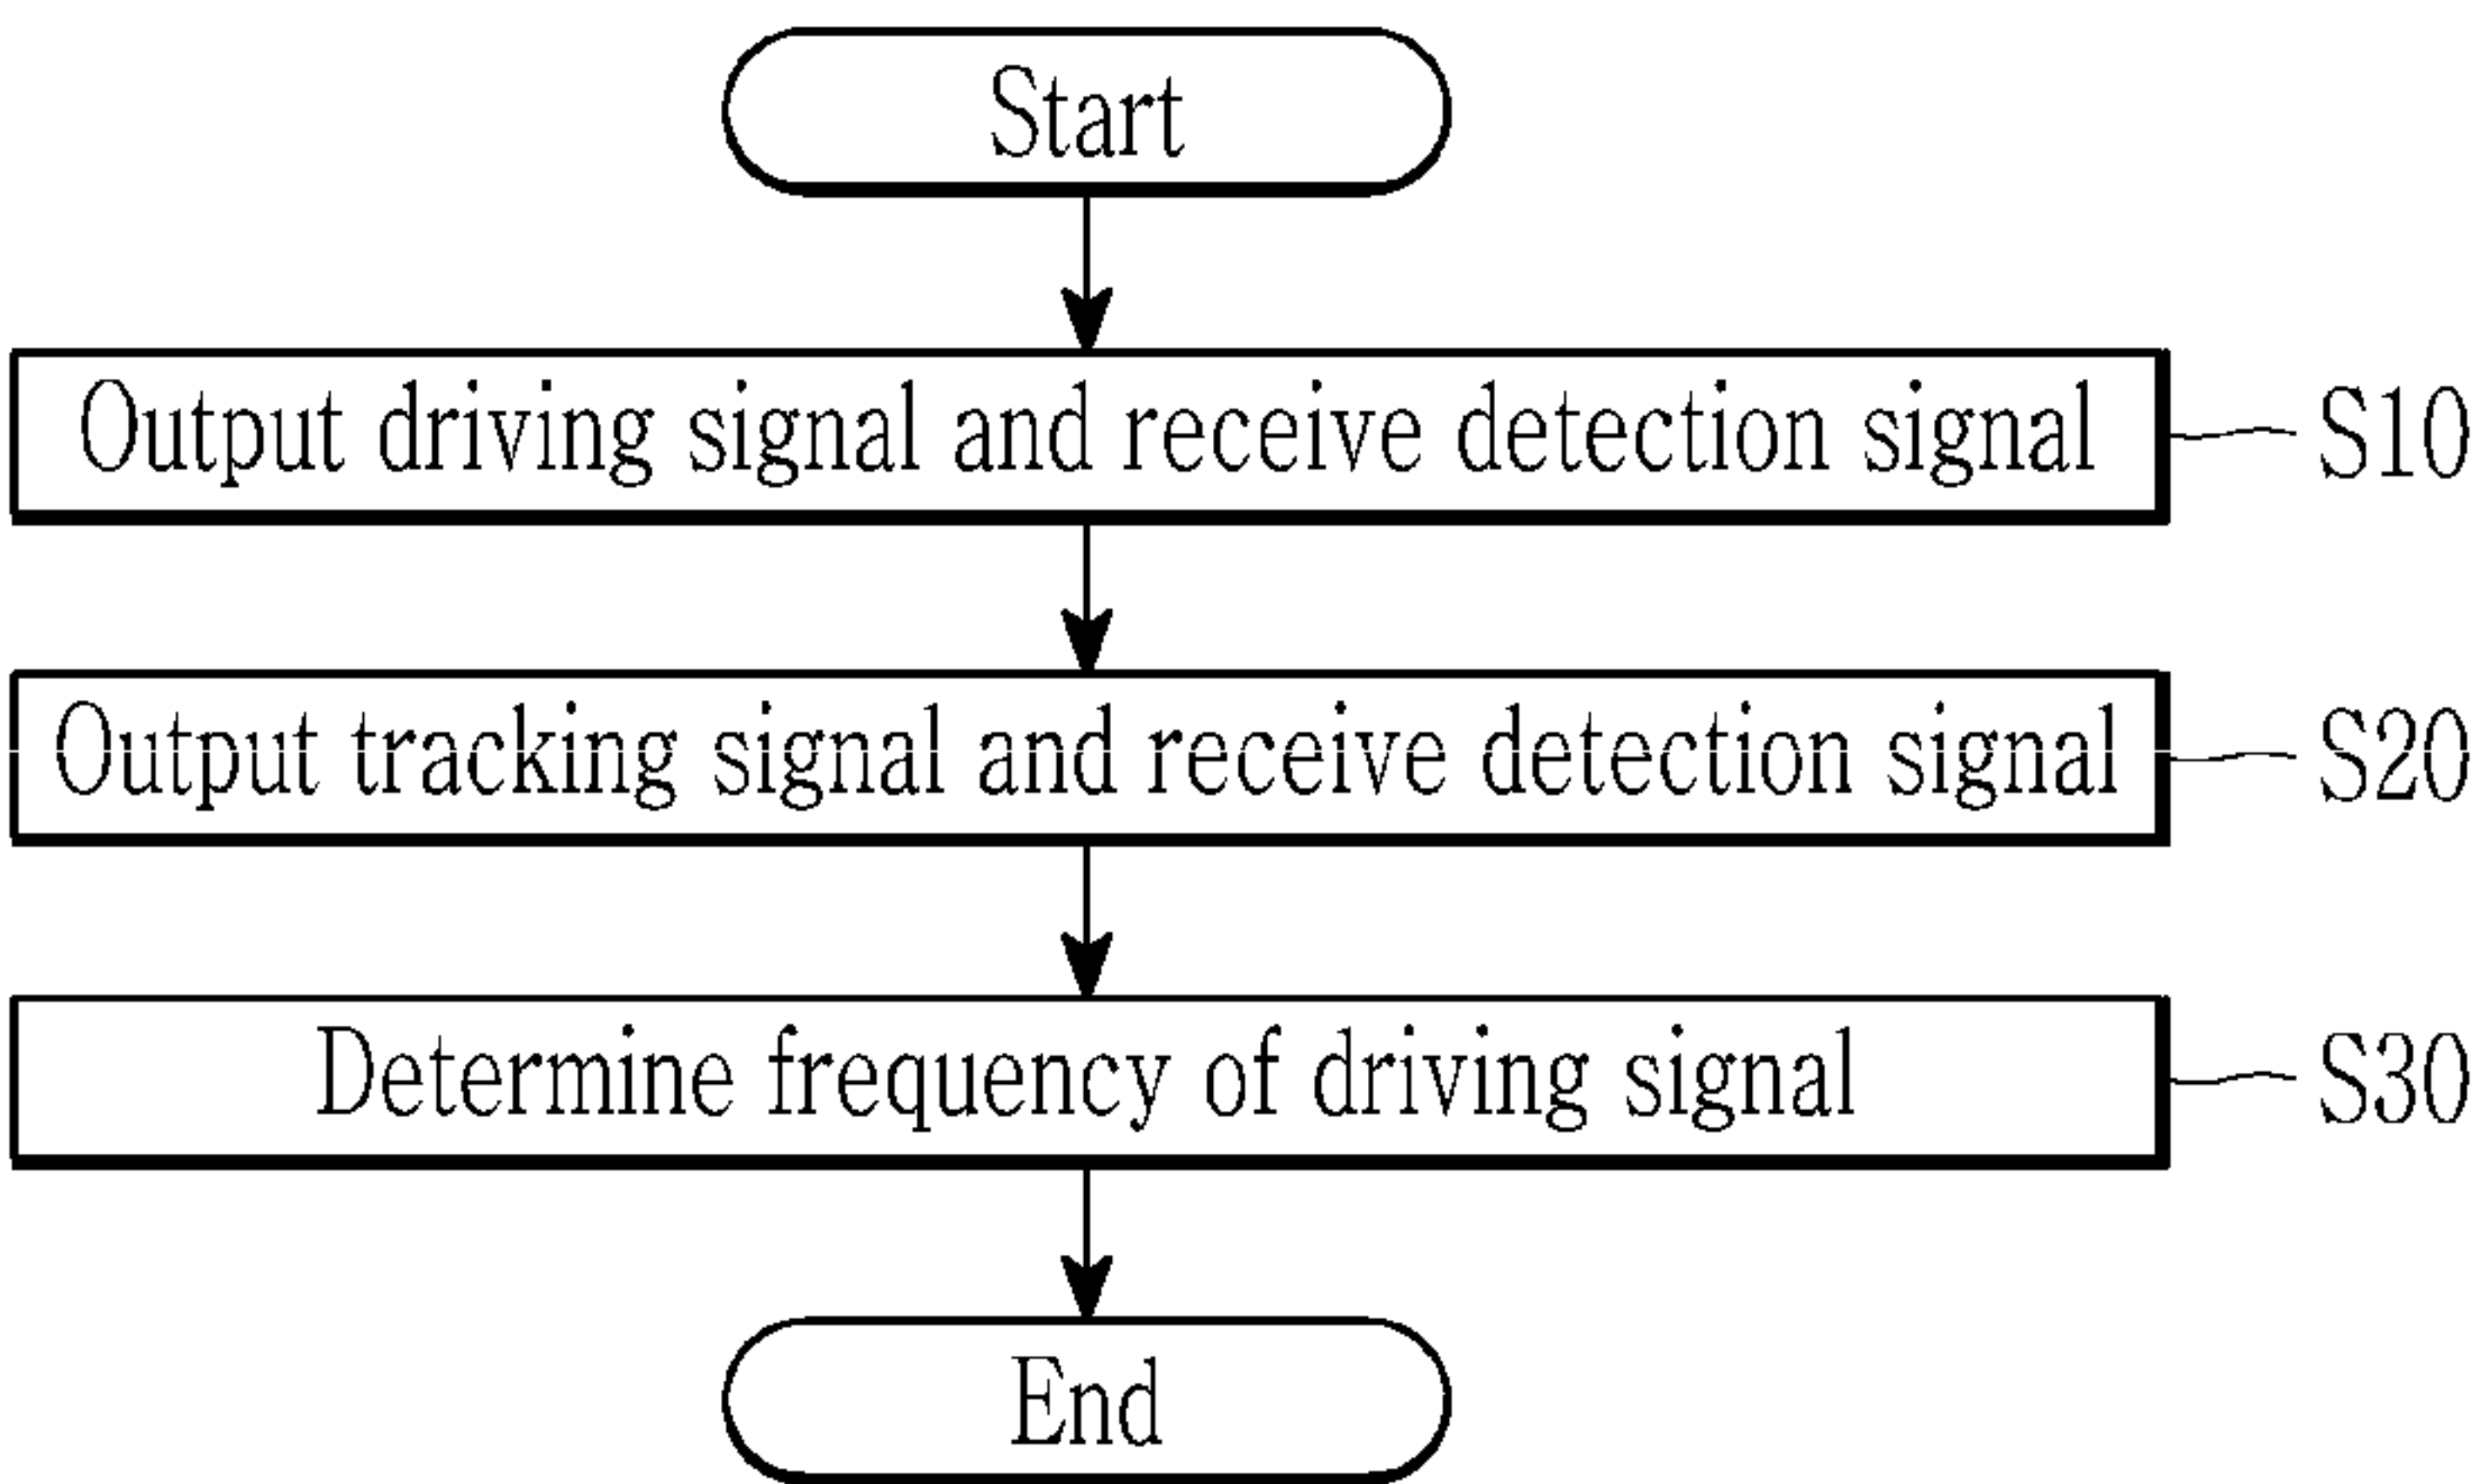 Start
Output driving signal and receive detection signal
S10
Output tracking signal and receive detection signal
S20
Determine frequency of driving signal
S30
End